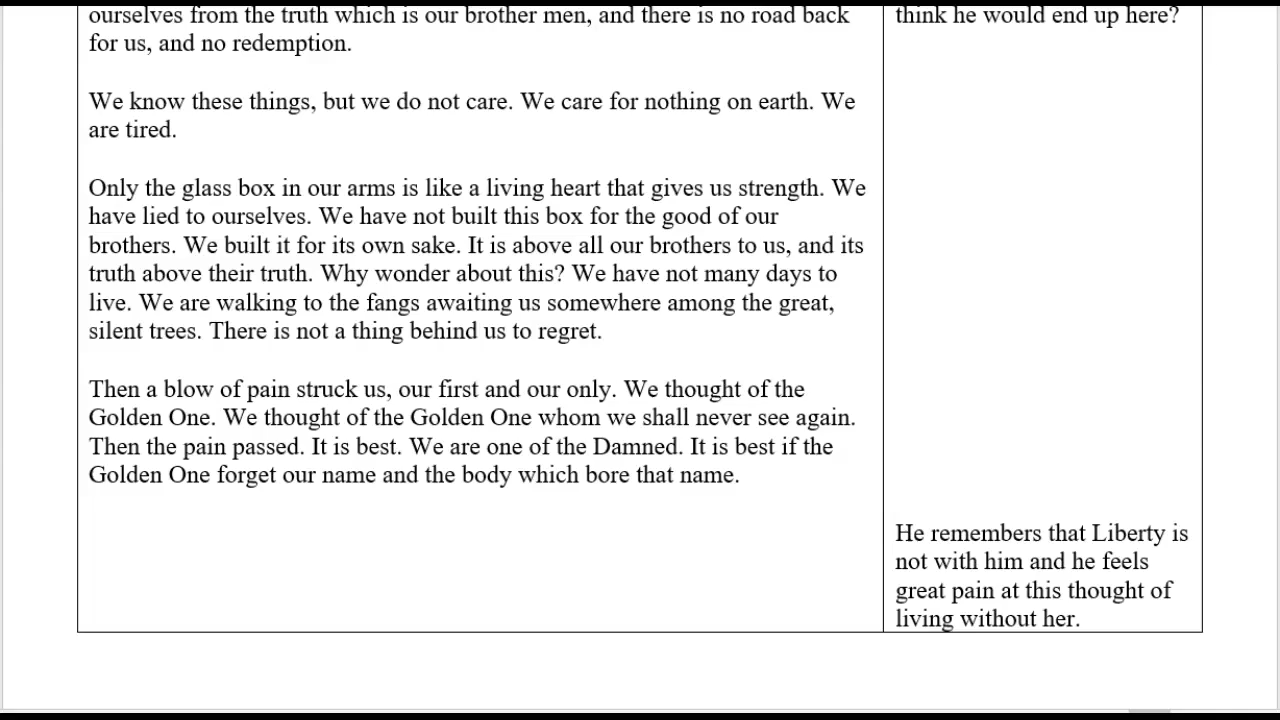 ourselves from the truth which is our brother men, and there is no road back
for us, and no redemption.
We know these things, but we do not care. We care for nothing on earth. We
are tired.
Only the glass box in our arms is like a living heart that gives us strength. We
have lied to ourselves. We have not built this box for the good of our
brothers. We built it for its own sake. It is above all our brothers to us, and its
truth above their truth. Why wonder about this? We have not many days to
live. We are walking to the fangs awaiting us somewhere among the great,
silent trees. There is not a thing behind us to regret.
Then a blow of pain struck us, our first and our only. We thought of the
Golden One. We thought of the Golden One whom we shall never see again.
Then the pain passed. It is best. We are one of the Damned. It is best if the
Golden One forget our name and the body which bore that name.
think he would end up here?
He remembers that Liberty is
not with him and he feels
great pain at this thought of
living without her.